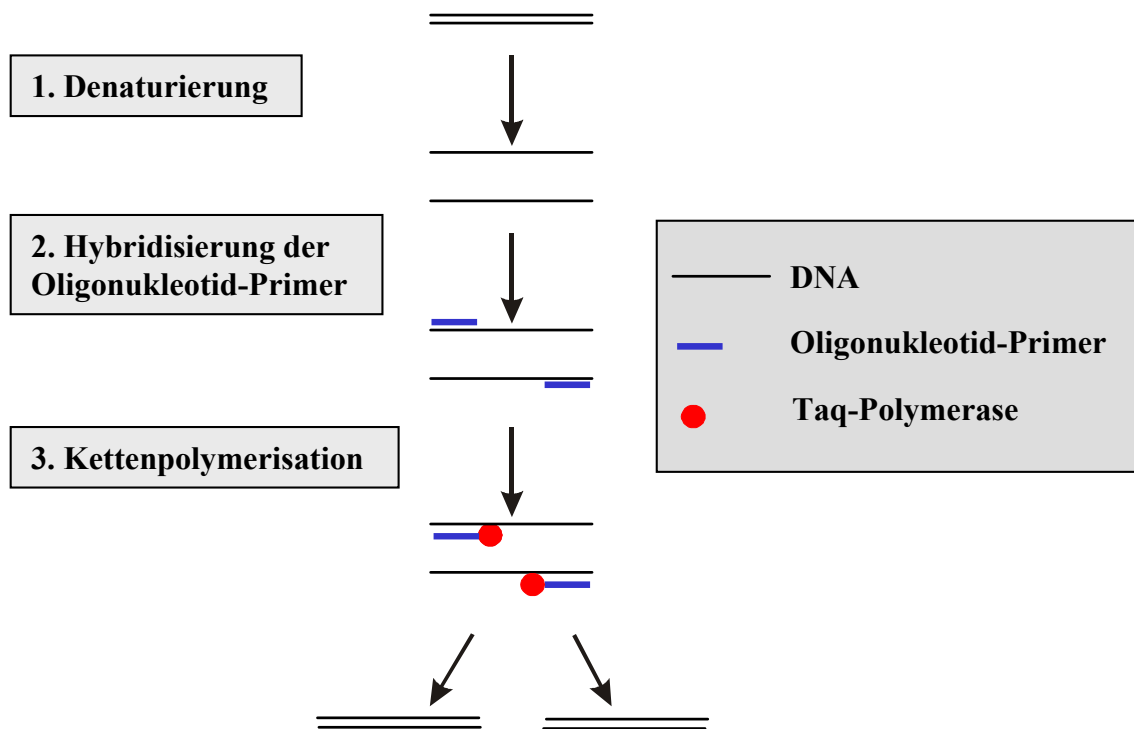 1. Denaturierung
2. Hybridisierung der
Oligonukleotid-Primer
3. Kettenpolymerisation
DNA
Oligonukleotid-Primer
Taq-Polymerase